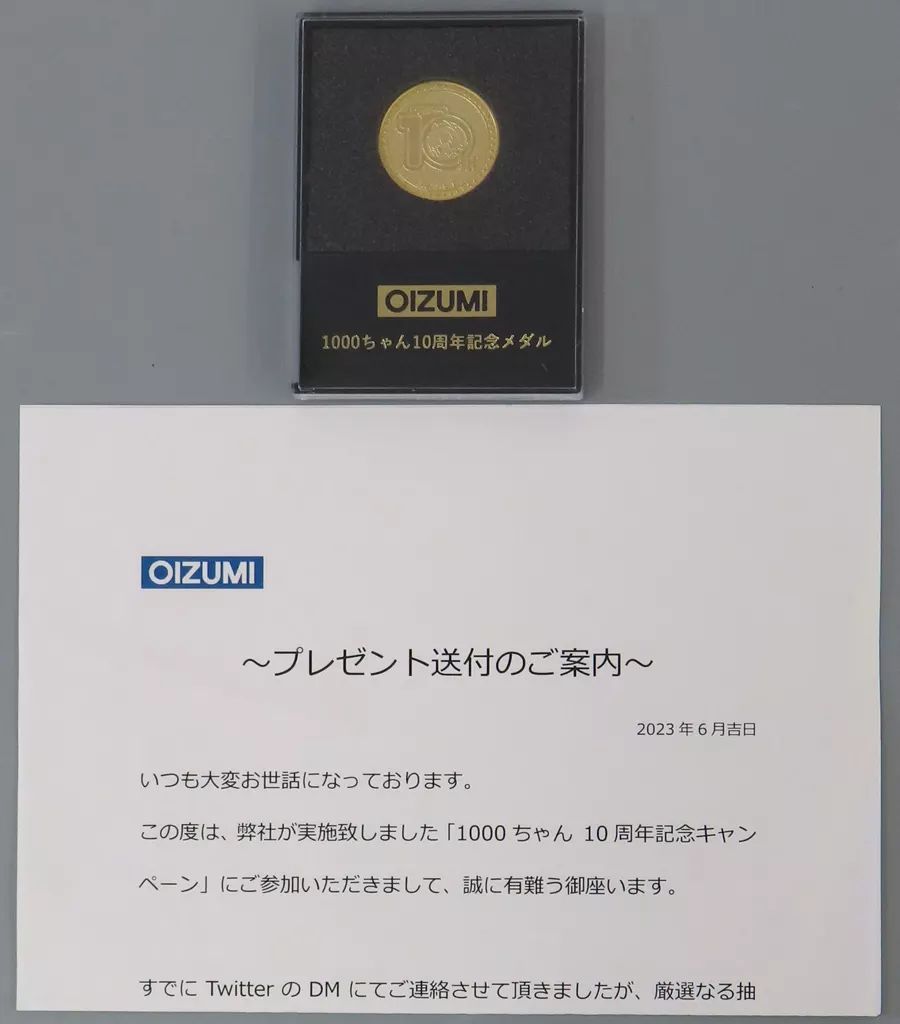 10
OIZUMI
1000ちゃん10周年記念メダル
OIZUMI
～プレゼント送付のご案内～
2023年6月吉日
いつも大変お世話になっております。
この度は、弊社が実施致しました「1000ちゃん 10周年記念キャン
ペーン」にご参加いただきまして、誠に有難う御座います。
すでに Twitter の DM にてご連絡させて頂きましたが、厳選なる抽